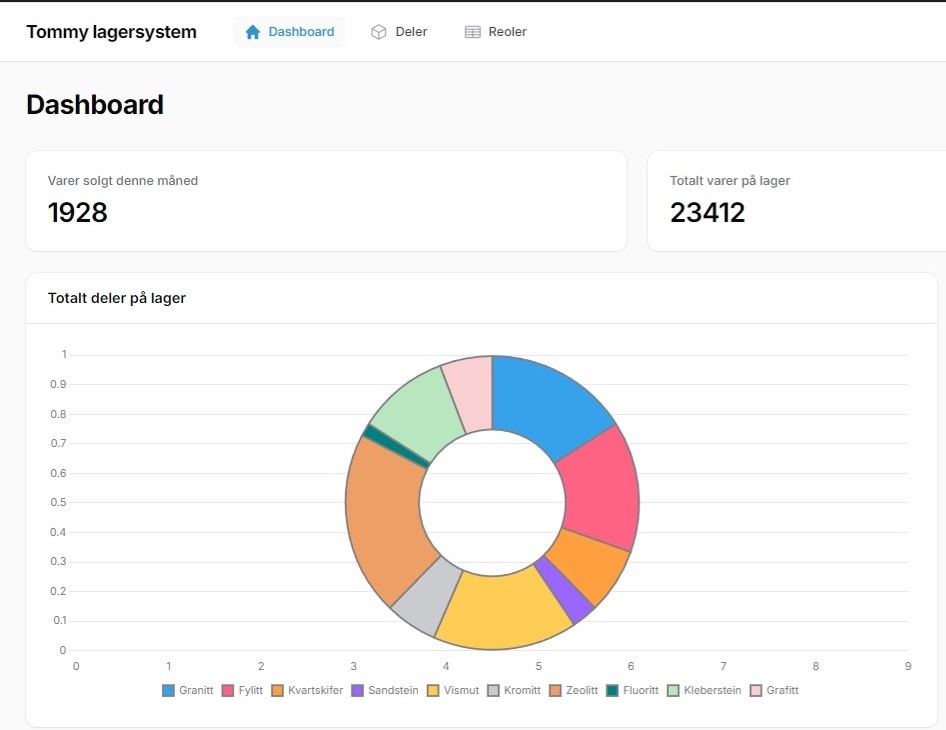 Tommy lagersystem Dashboard Deler Reoler
Dashboard
Varer solgt denne måned
1928
Totalt varer på lager
23412
Totalt deler på lager
1
0.9
0.8
0.7
0.6
0.5
0.4
0.3
0.2
0.1
0
0 1 2 3 4 5 6 7 8 9
Granitt Fylitt Kvartskifer Sandstein Vismut Kromitt Zeolitt Fluoritt Kleberstein Grafitt